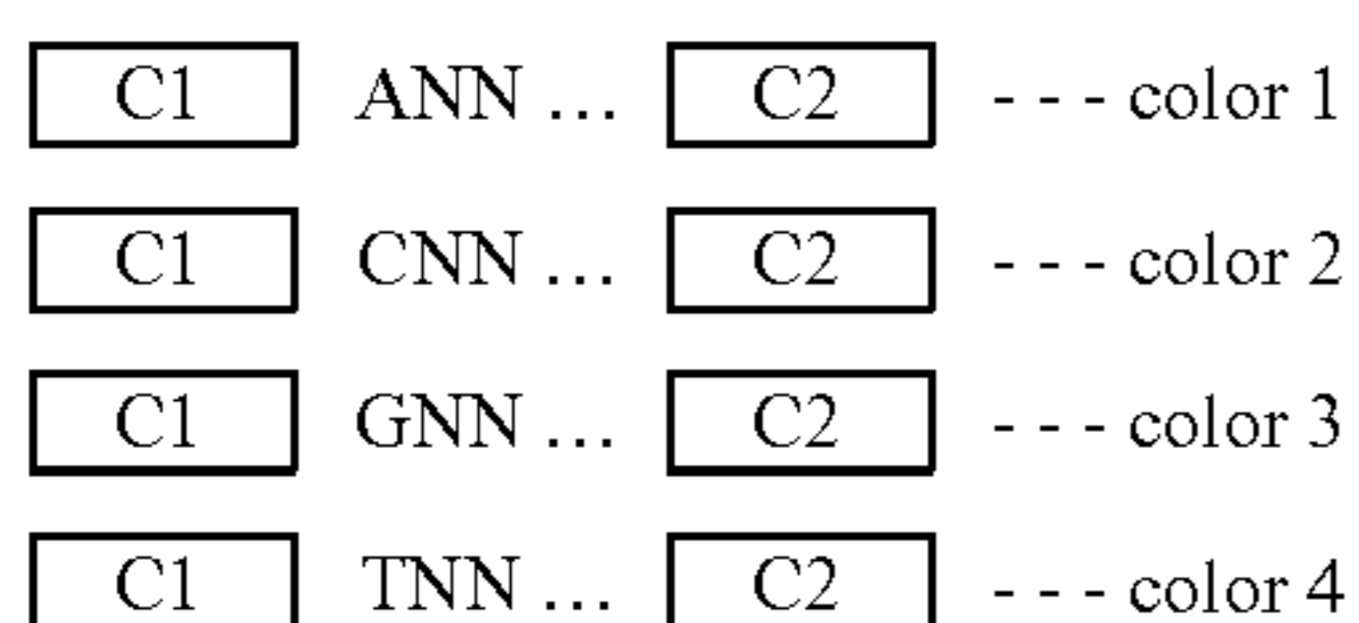 C1 ANN … C2 - - - color 1
C1 CNN … C2 - - - color 2
C1 GNN … C2 - - - color 3
C1 TNN … C2 - - - color 4